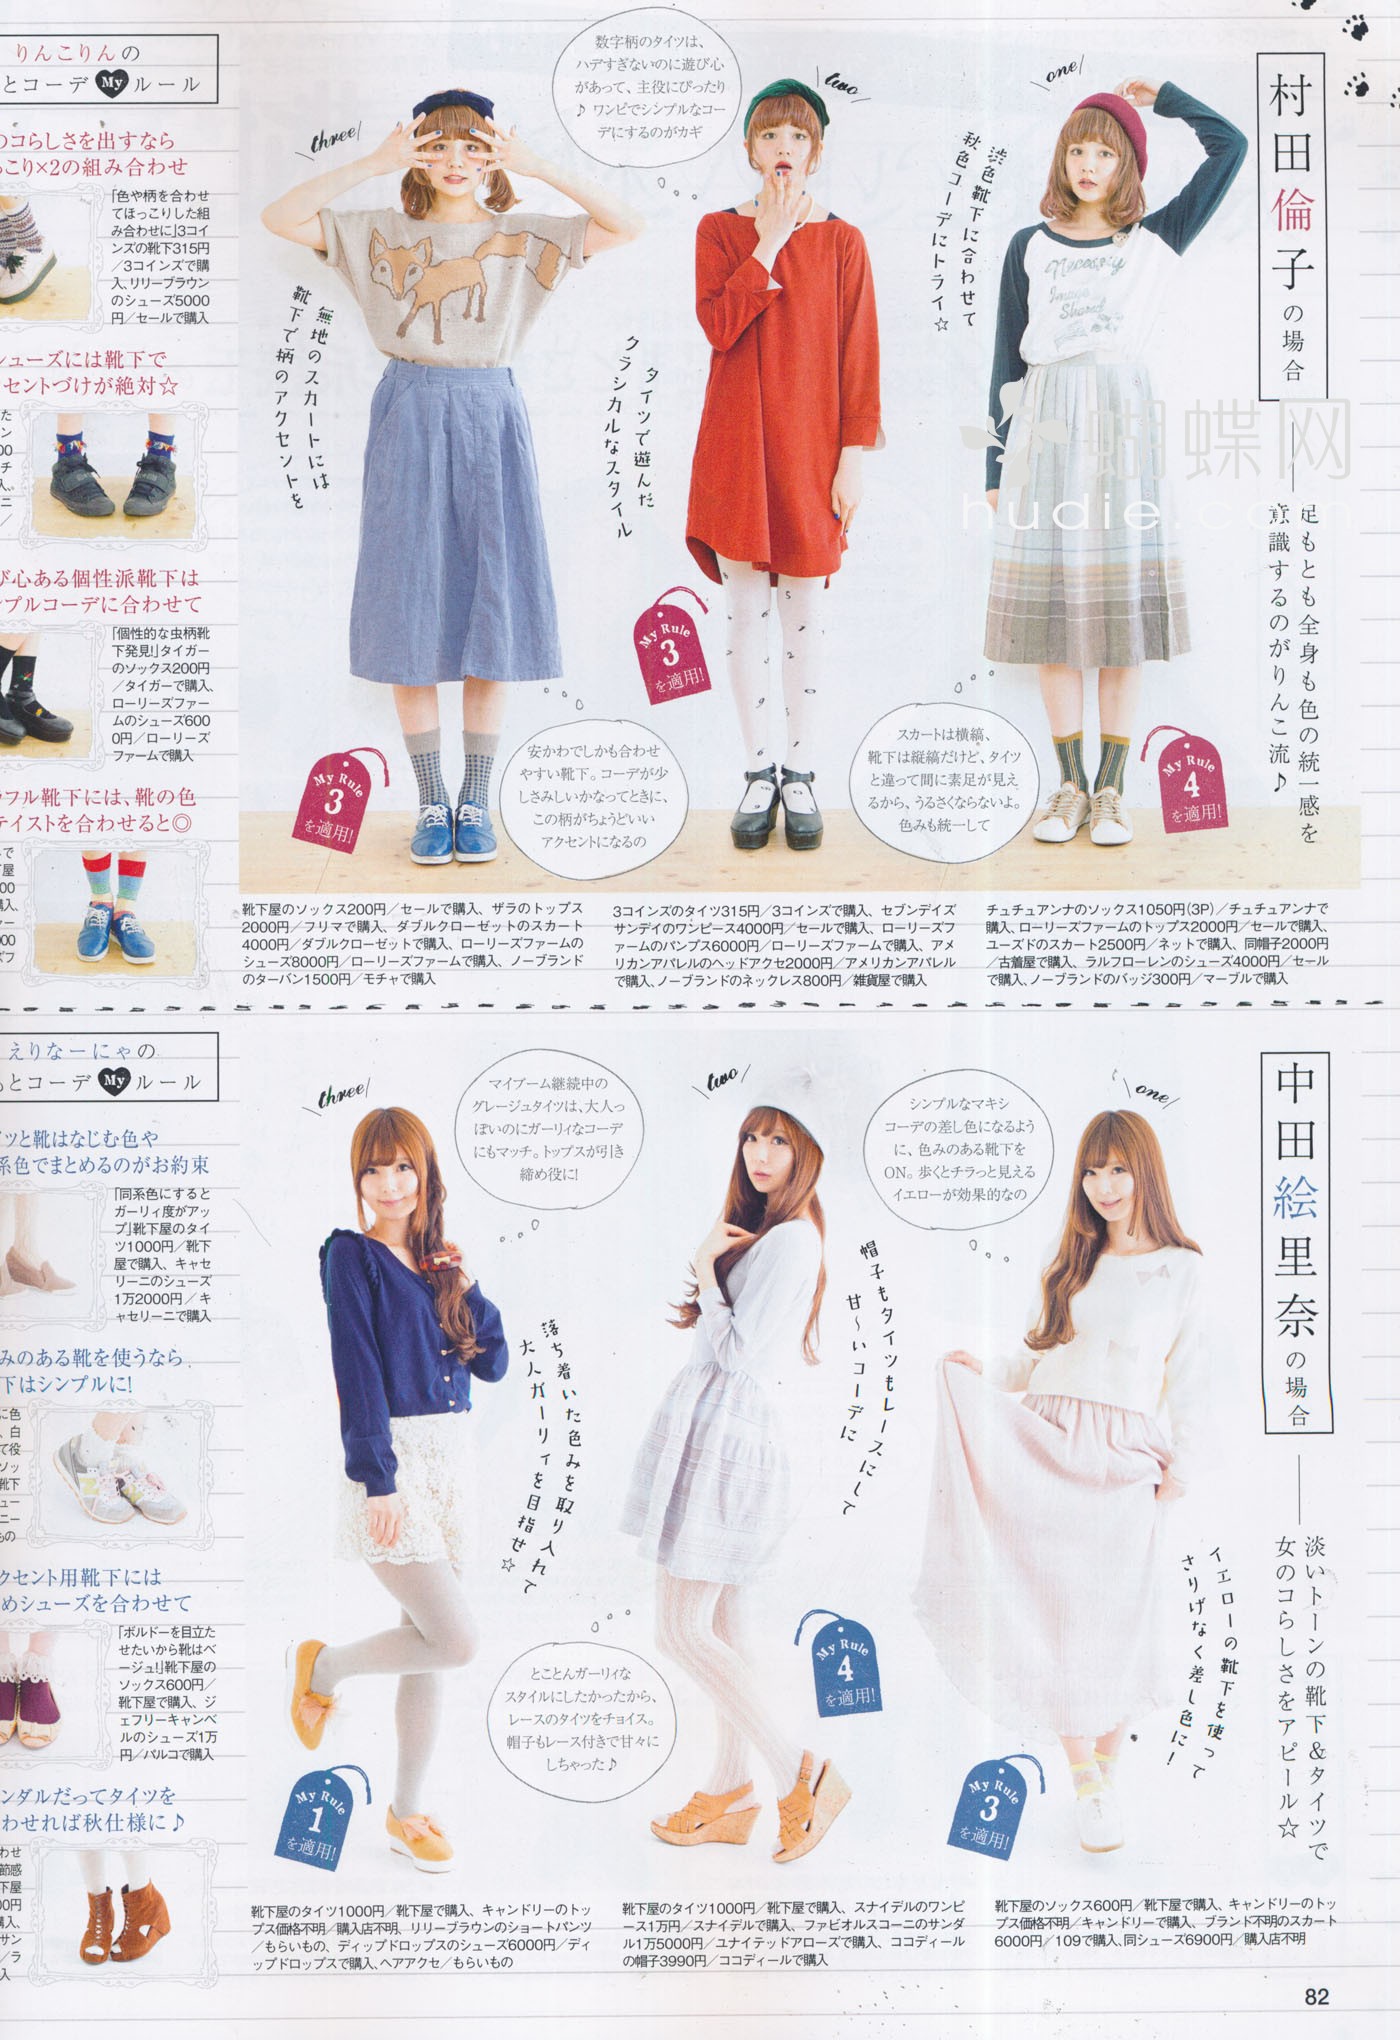 村田倫子の場合
足もとも全身も色の統一感を
意識するのがりんこ流♪
one
渋色靴下に合わせて
秋色コーデにトライ☆
スカートは横縞、
靴下は縦縞だけど、タイツ
と違って間に素足が見え
るから、うるさくならないよ。
色みも統一して
My Rule
4
を適用!
チュチュアンナのソックス1050円(3P)／チュチュアンナで
購入、ローリーズファームのトップス2000円／セールで購入、
ユーズドのスカート2500円／ネットで購入、同帽子2000円
／古着屋で購入、ラルフローレンのシューズ4000円／セール
で購入、ノーブランドのバッジ300円／マーブルで購入
two
数字柄のタイツは、
ハデすぎないのに遊び心
があって、主役にぴったり
♪ ワンピでシンプルなコー
デにするのがカギ
タイツで遊んだ
クラシカルなスタイル
My Rule
3
を適用!
3コインズのタイツ315円／3コインズで購入、セブンデイズ
サンデイのワンピース4000円／セールで購入、ローリーズフ
ァームのパンプス6000円／ローリーズファームで購入、アメ
リカンアパレルのヘッドアクセ2000円／アメリカンアパレル
で購入、ノーブランドのネックレス800円／雑貨屋で購入
three
無地のスカートには
靴下で柄のアクセントを
安かわでしかも合わせ
やすい靴下。コーデが少
しさみしいかなってときに、
この柄がちょうどいい
アクセントになるの
My Rule
3
を適用!
靴下屋のソックス200円／セールで購入、ザラのトップス
2000円／フリマで購入、ダブルクローゼットのスカート
4000円／ダブルクローゼットで購入、ローリーズファームの
シューズ8000円／ローリーズファームで購入、ノーブランド
のターバン1500円／モチャで購入
Necessary
Image
Shared
りんこりんの
とコーデ My ルール
のコらしさを出すなら
こり×2の組み合わせ
「色や柄を合わせ
てほっこりした組
み合わせに」3コイ
ンズの靴下315円
／3コインズで購
入、リリーブラウン
のシューズ5000
円／セールで購入
シューズには靴下で
セントづけが絶対☆
び心ある個性派靴下は
ンプルコーデに合わせて
「個性的な虫柄靴
下発見!」タイガー
のソックス200円
／タイガーで購入、
ローリーズファー
ムのシューズ600
0円／ローリーズ
ファームで購入
ラフル靴下には、靴の色
テイストを合わせると◎
中田絵里奈の場合
淡いトーンの靴下&タイツで
女のコらしさをアピール☆
one
シンプルなマキシ
コーデの差し色になるよう
に、色みのある靴下を
ON。歩くとチラっと見える
イエローが効果的なの
イエローの靴下を使って
さりげなく差し色に!
My Rule
3
を適用!
靴下屋のソックス600円／靴下屋で購入、キャンドリーのトッ
プス価格不明／キャンドリーで購入、ブランド不明のスカート
6000円／109で購入、同シューズ6900円／購入店不明
two
帽子もタイツもレースにして
甘〜いコーデに
とことんガーリィな
スタイルにしたかったから、
レースのタイツをチョイス。
帽子もレース付きで甘々に
しちゃった♪
My Rule
4
を適用!
靴下屋のタイツ1000円／靴下屋で購入、スナイデルのワンピ
ース1万円／スナイデルで購入、ファビオルスコーニのサンダ
ル1万5000円／ユナイテッドアローズで購入、ココディール
の帽子3990円／ココディールで購入
three
マイブーム継続中の
グレージュタイツは、大人っ
ぽいのにガーリィなコーデ
にもマッチ。トップスが引き
締め役に!
落ち着いた色みを取り入れて
大人ガーリィを目指せ☆
My Rule
1
を適用!
靴下屋のタイツ1000円／靴下屋で購入、キャンドリーのトッ
プス価格不明／購入店不明、リリーブラウンのショートパンツ
／もらいもの、ディップドロップスのシューズ6000円／ディ
ップドロップスで購入、ヘアアクセ／もらいもの
えりなーにゃの
とコーデ My ルール
イツと靴はなじむ色や
系色でまとめるのがお約束
「同系色にすると
ガーリィ度がアッ
プ」靴下屋のタイ
ツ1000円／靴下
屋で購入、キャセ
リーニのシューズ
1万2000円／キ
ャセリーニで購入
みのある靴を使うなら
下はシンプルに!
クセント用靴下には
めシューズを合わせて
「ボルドーを目立た
せたいから靴はベ
ージュ!」靴下屋の
ソックス600円／
靴下屋で購入、ジ
ェフリーキャンベ
ルのシューズ1万
円／パルコで購入
ンダルだってタイツを
わせれば秋仕様に♪
82
蝴蝶网
hudie.com